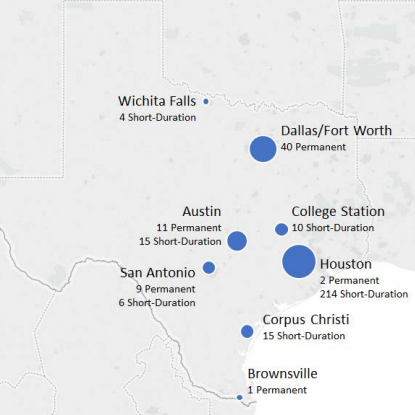 Wichita Falls
4 Short-Duration
Dallas/Fort Worth
40 Permanent
Austin
11 Permanent
15 Short-Duration
College Station
10 Short-Duration
San Antonio
9 Permanent
6 Short-Duration
Houston
2 Permanent
214 Short-Duration
Corpus Christi
15 Short-Duration
Brownsville
1 Permanent